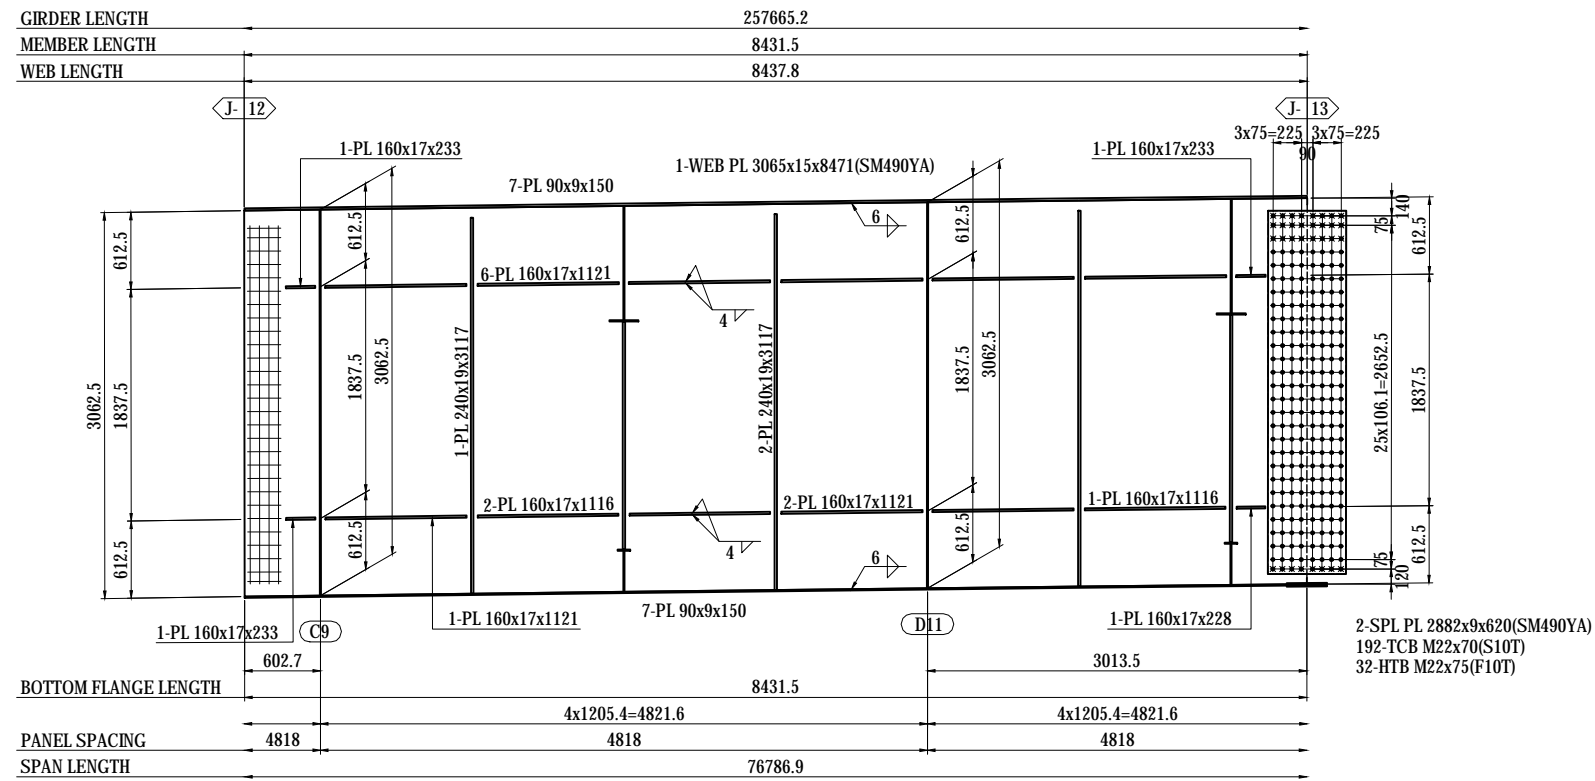 GIRDER LENGTH 257665.2
MEMBER LENGTH 8431.5
WEB LENGTH 8437.8
J- 12
J- 13
3x75=225 3x75=225
90
1-PL 160x17x233
1-WEB PL 3065x15x8471(SM490YA)
1-PL 160x17x233
7-PL 90x9x150
6
140
75
612.5
612.5
612.5
612.5
6-PL 160x17x1121
4
1-PL 240x19x3117
2-PL 240x19x3117
3062.5
1837.5
1837.5
3062.5
1837.5
3062.5
25x106.1=2652.5
1837.5
2-PL 160x17x1116
2-PL 160x17x1121
1-PL 160x17x1116
4
612.5
612.5
612.5
612.5
6
75
120
7-PL 90x9x150
1-PL 160x17x233
C9
1-PL 160x17x1121
D11
1-PL 160x17x228
2-SPL PL 2882x9x620(SM490YA)
192-TCB M22x70(S10T)
32-HTB M22x75(F10T)
602.7
3013.5
BOTTOM FLANGE LENGTH 8431.5
4x1205.4=4821.6 4x1205.4=4821.6
PANEL SPACING 4818 4818 4818
SPAN LENGTH 76786.9